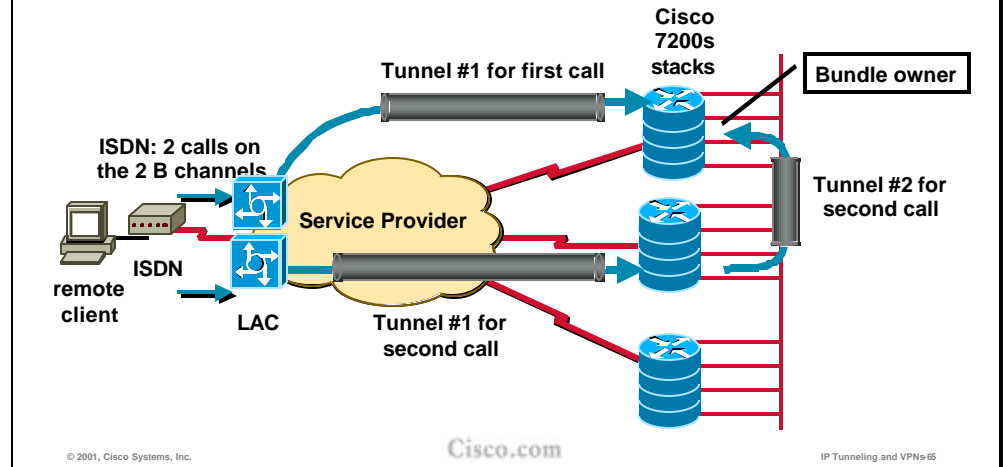 Cisco
7200s
stacks
Tunnel #1 for first call
Bundle owner
ISDN: 2 calls on
the 2 B channels
Service Provider
Tunnel #2 for
second call
ISDN
remote
client
LAC
Tunnel #1 for
second call
© 2001, Cisco Systems, Inc.
Cisco.com
IP Tunneling and VPNs-65